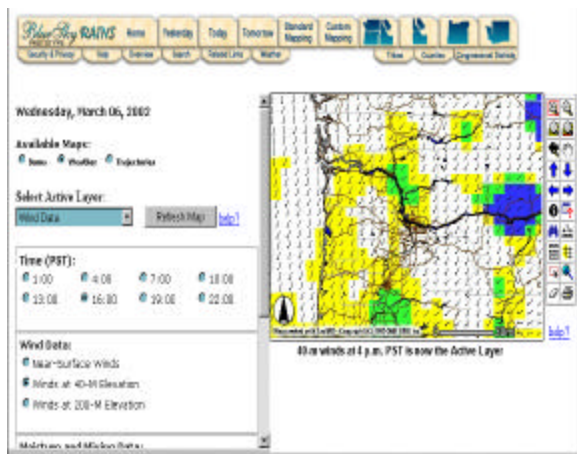 BlueSky RAINS
PROTOTYPE
Home
Yesterday
Today
Tomorrow
Standard
Mapping
Custom
Mapping
Security & Privacy
Help
Overview
Search
Related Links
Weather
Tribes
Counties
Congressional Districts
Wednesday, March 06, 2002
Available Maps:
Burns Weather Trajectories
Select Active Layer:
Wind Data Refresh Map help?
Time (PST):
1:00 4:00 7:00 10:00
13:00 16:00 19:00 22:00
Wind Data:
Near-Surface Winds
Winds at 40-M Elevation
Winds at 200-M Elevation
Moisture and Mixing Data:
help?
40-m winds at 4 p.m. PST is now the Active Layer